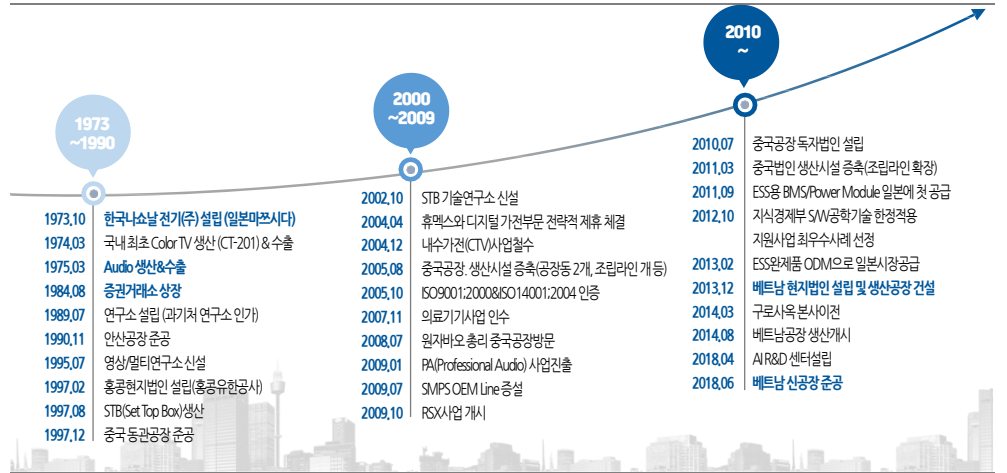 1973
~1990
1973.10 한국나쇼날 전기(주) 설립 (일본마쯔시다)
1974.03 국내 최초 Color TV 생산 (CT-201) & 수출
1975.03 Audio 생산&수출
1984.08 증권거래소 상장
1989.07 연구소 설립 (과기처 연구소 인가)
1990.11 안산공장 준공
1995.07 영상/멀티연구소 신설
1997.02 홍콩현지법인 설립(홍콩유한공사)
1997.08 STB(Set Top Box)생산
1997.12 중국 동관공장 준공
2000
~2009
2002.10 STB 기술연구소 신설
2004.04 휴멕스와 디지털 가전부문 전략적 제휴 체결
2004.12 내수가전(CTV)사업철수
2005.08 중국공장. 생산시설 증축(공장동 2개, 조립라인 개 등)
2005.10 ISO9001;2000&ISO14001;2004 인증
2007.11 의료기기사업 인수
2008.07 원자바오 총리 중국공장방문
2009.01 PA(Professional Audio) 사업진출
2009.07 SMPS OEM Line 증설
2009.10 RSX사업 개시
2010
~
2010.07 중국공장 독자법인 설립
2011.03 중국법인 생산시설 증축(조립라인 확장)
2011.09 ESS용 BMS/Power Module 일본에 첫 공급
2012.10 지식경제부 S/W공학기술 한정적용
지원사업 최우수사례 선정
2013.02 ESS완제품 ODM으로 일본시장공급
2013.12 베트남 현지법인 설립 및 생산공장 건설
2014.03 구로사옥 본사이전
2014.08 베트남공장 생산개시
2018.04 AI R&D 센터설립
2018.06 베트남 신공장 준공